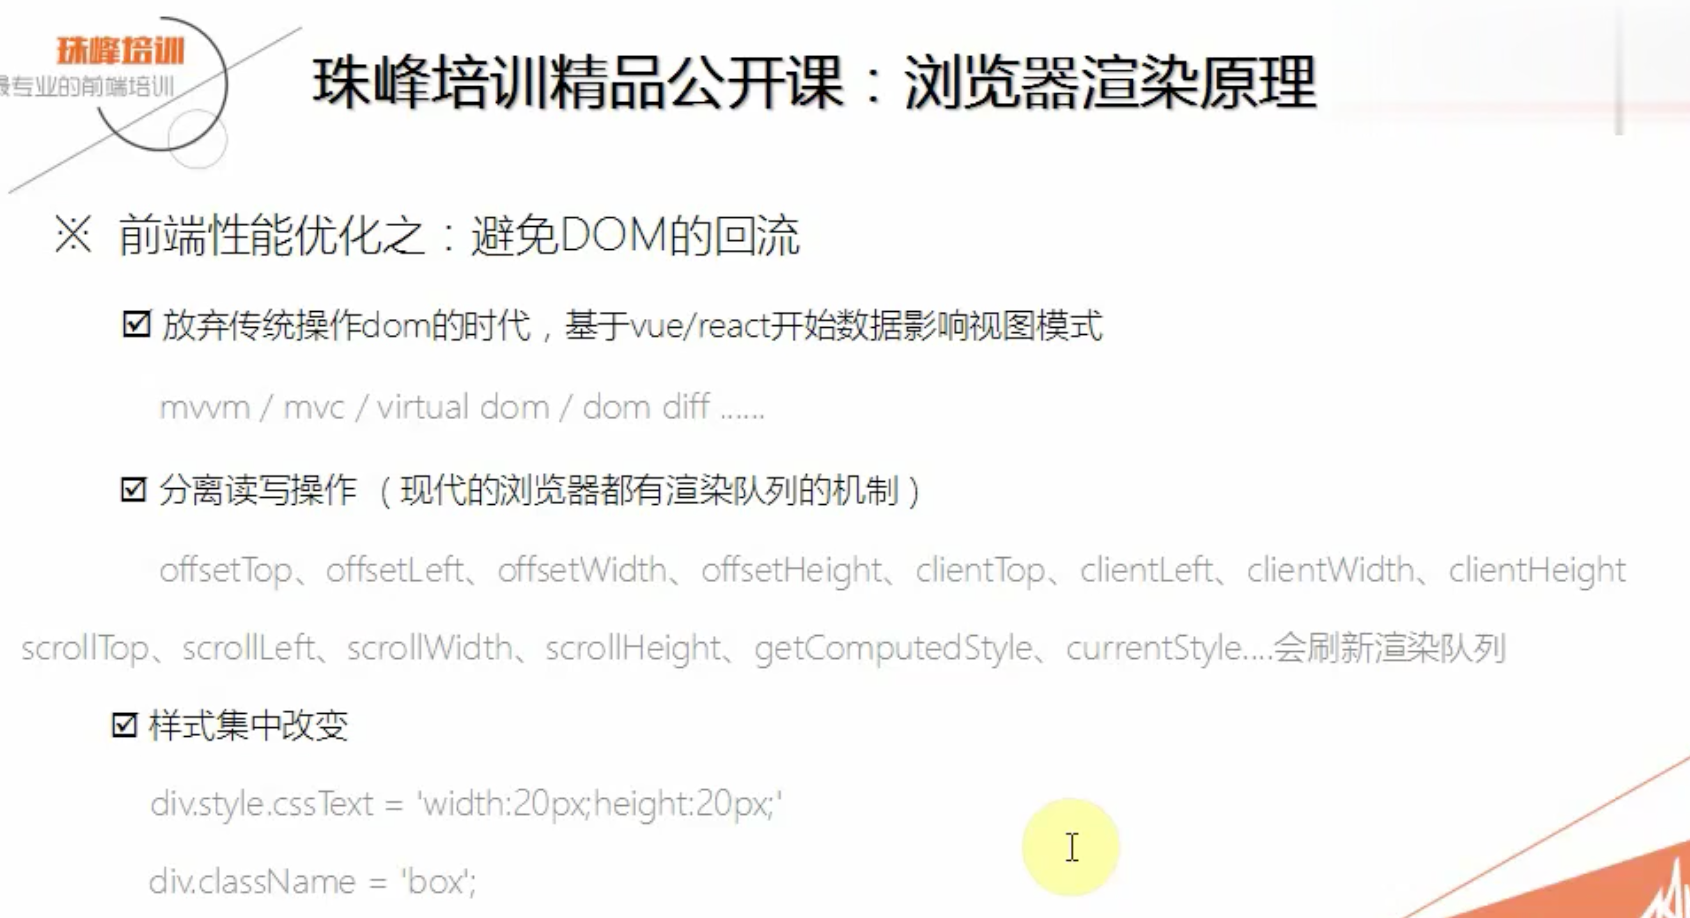 珠峰培训
最专业的前端培训
珠峰培训精品公开课：浏览器渲染原理
※ 前端性能优化之：避免DOM的回流
☑ 放弃传统操作dom的时代，基于vue/react开始数据影响视图模式
mvvm / mvc / virtual dom / dom diff ......
☑ 分离读写操作 （现代的浏览器都有渲染队列的机制）
offsetTop、offsetLeft、offsetWidth、offsetHeight、clientTop、clientLeft、clientWidth、clientHeight
scrollTop、scrollLeft、scrollWidth、scrollHeight、getComputedStyle、currentStyle....会刷新渲染队列
☑ 样式集中改变
div.style.cssText = 'width:20px;height:20px;'
div.className = 'box';